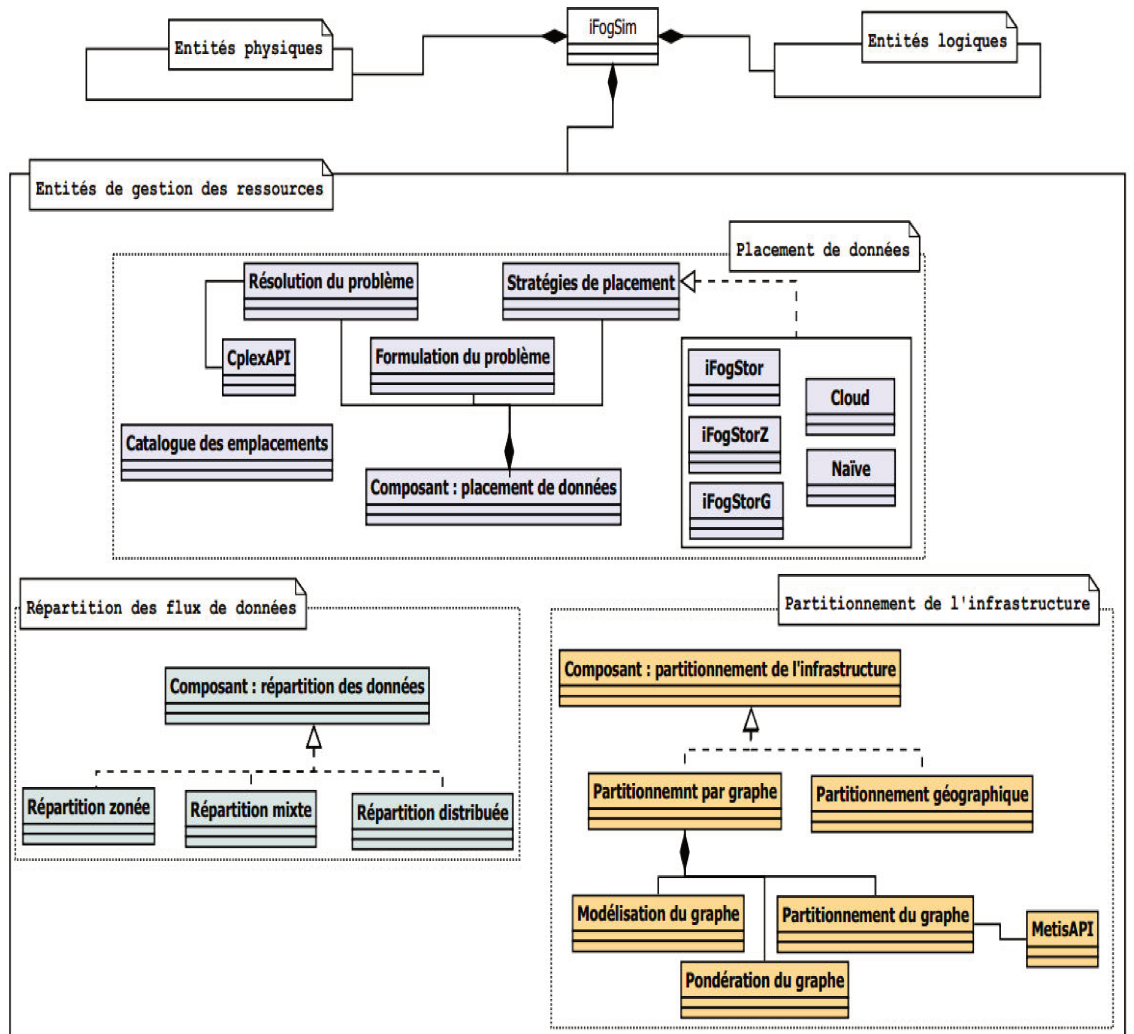 iFogSim
Entités physiques
Entités logiques
Entités de gestion des ressources
Placement de données
Résolution du problème
Stratégies de placement
CplexAPI
Formulation du problème
iFogStor
Cloud
iFogStorZ
Catalogue des emplacements
Naïve
Composant : placement de données
iFogStorG
Répartition des flux de données
Partitionnement de l'infrastructure
Composant : répartition des données
Composant : partitionnement de l'infrastructure
Répartition zonée
Répartition mixte
Répartition distribuée
Partitionnemnt par graphe
Partitionnement géographique
Modélisation du graphe
Partitionnement du graphe
MetisAPI
Pondération du graphe